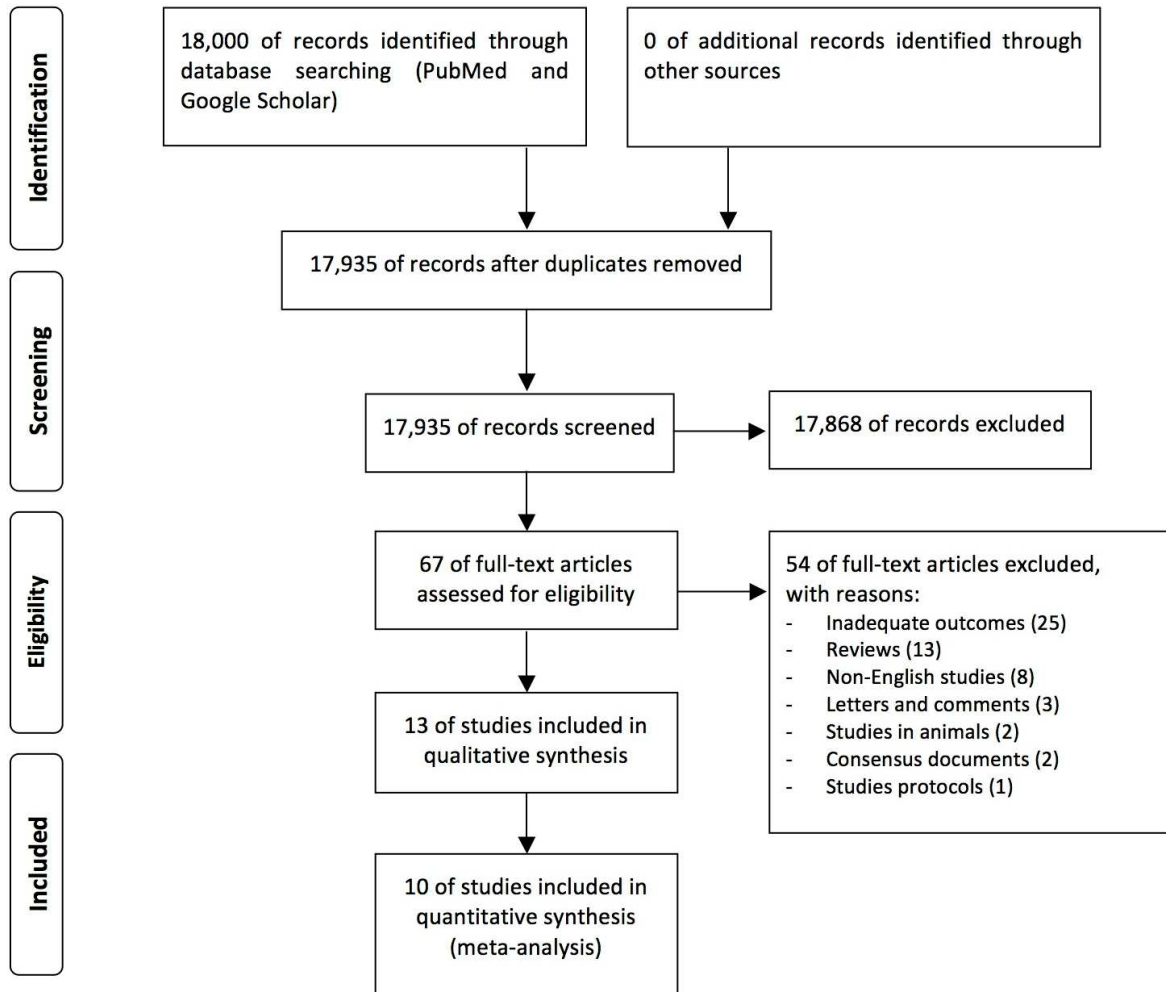 Identification
18,000 of records identified through
database searching (PubMed and
Google Scholar)
0 of additional records identified through
other sources
17,935 of records after duplicates removed
Screening
17,935 of records screened
17,868 of records excluded
Eligibility
67 of full-text articles
assessed for eligibility
54 of full-text articles excluded,
with reasons:
- Inadequate outcomes (25)
- Reviews (13)
- Non-English studies (8)
- Letters and comments (3)
- Studies in animals (2)
- Consensus documents (2)
- Studies protocols (1)
13 of studies included in
qualitative synthesis
Included
10 of studies included in
quantitative synthesis
(meta-analysis)